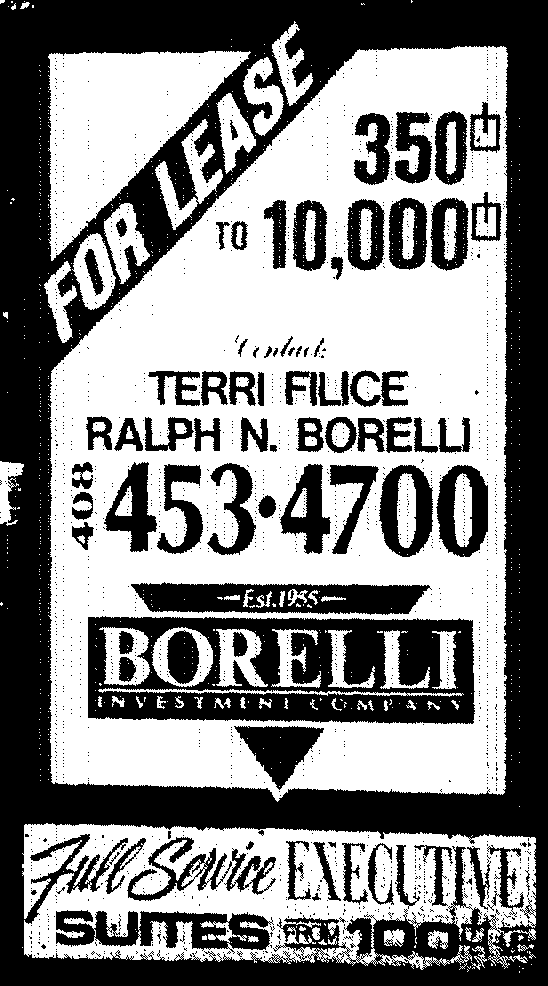 FOR LEASE
350
TO 10,000
Contact:
TERRI FILICE
RALPH N. BORELLI
408 453•4700
Est. 1955
BORELLI
INVESTMENT COMPANY
Full Service EXECUTIVE
SUITES FROM 100